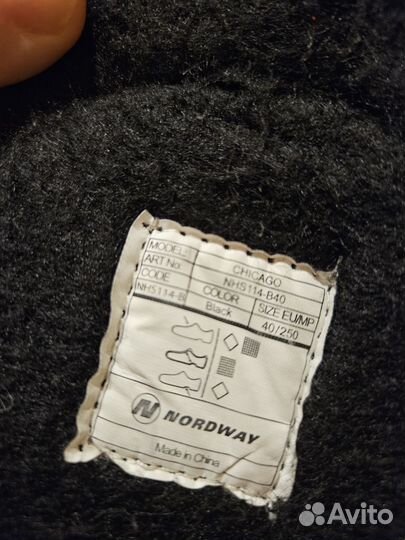 MODEL: CHICAGO
ART No NHS114-B40
CODE COLOR SIZE EU/MP
NHS114-B Black 40/250
NORDWAY
Made in China
Avito